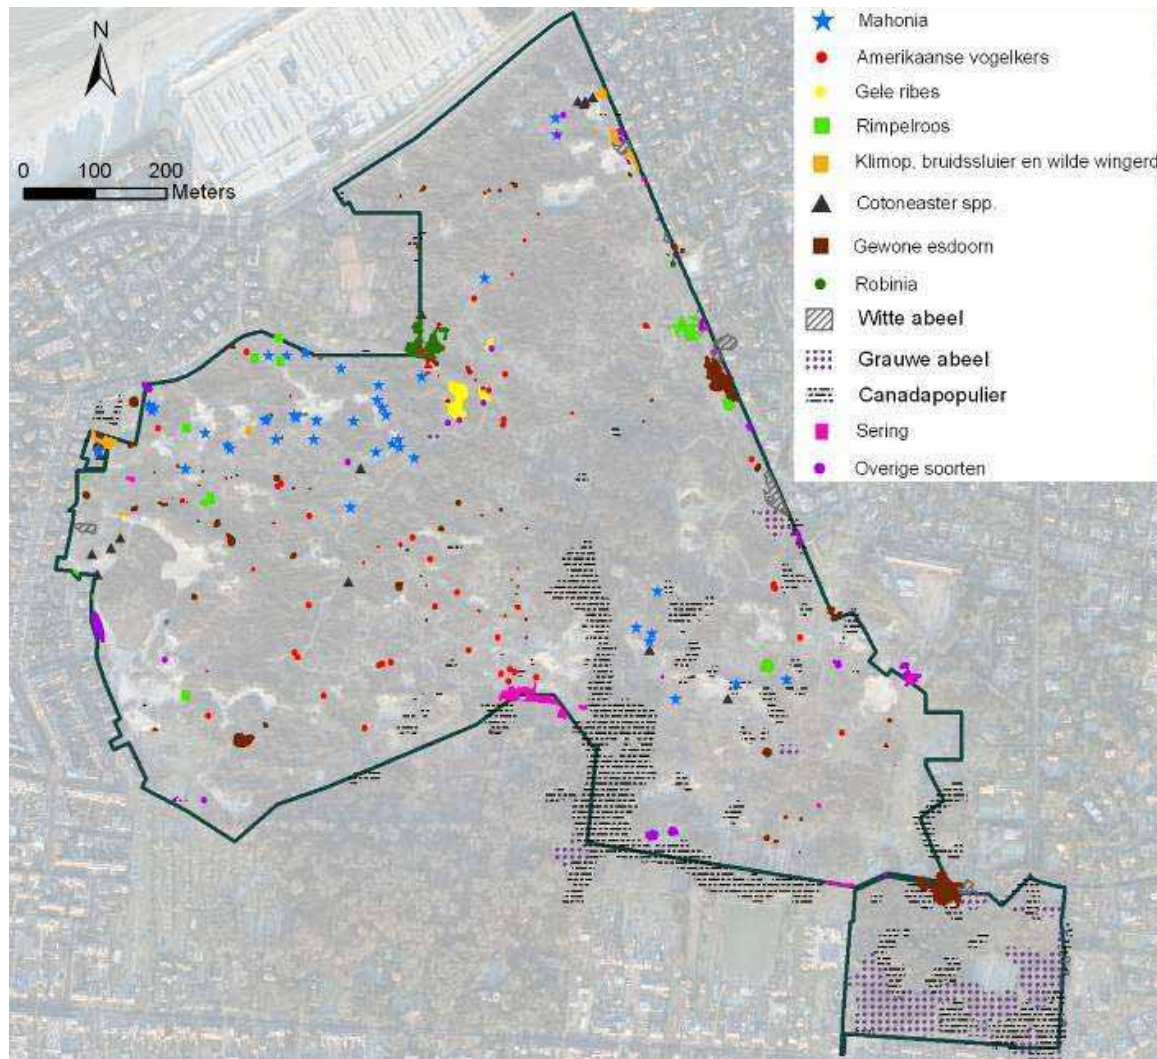 N
0 100 200
Meters
Mahonia
Amerikaanse vogelkers
Gele ribes
Rimpelroos
Klimop, bruidssluier en wilde wingerd
Cotoneaster spp.
Gewone esdoorn
Robinia
Witte abeel
Grauwe abeel
Canadapopulier
Sering
Overige soorten